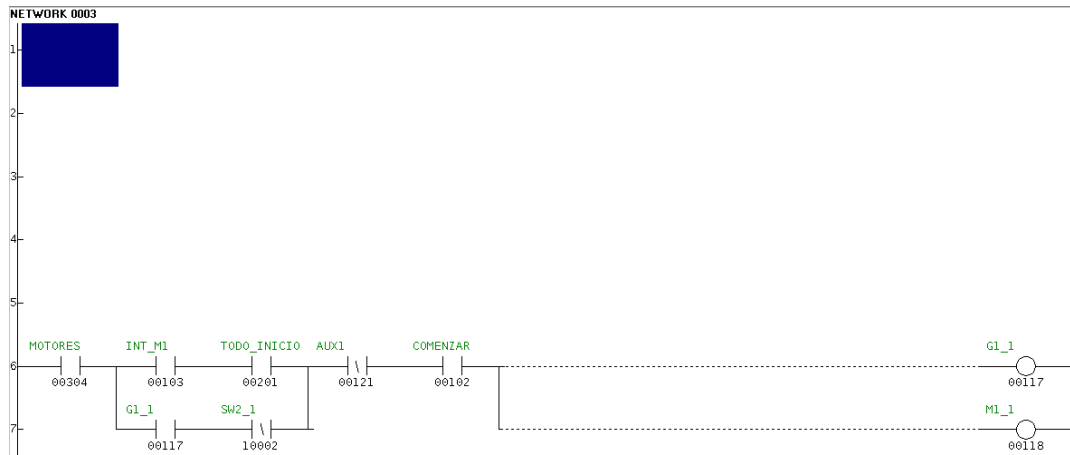 NETWORK 0003
1
2
3
4
5
MOTORES INT_M1 TODO_INICIO AUX1 COMENZAR G1_1
6
00304 00103 00201 00121 00102 00117
G1_1 SW2_1 M1_1
7
00117 10002 00118